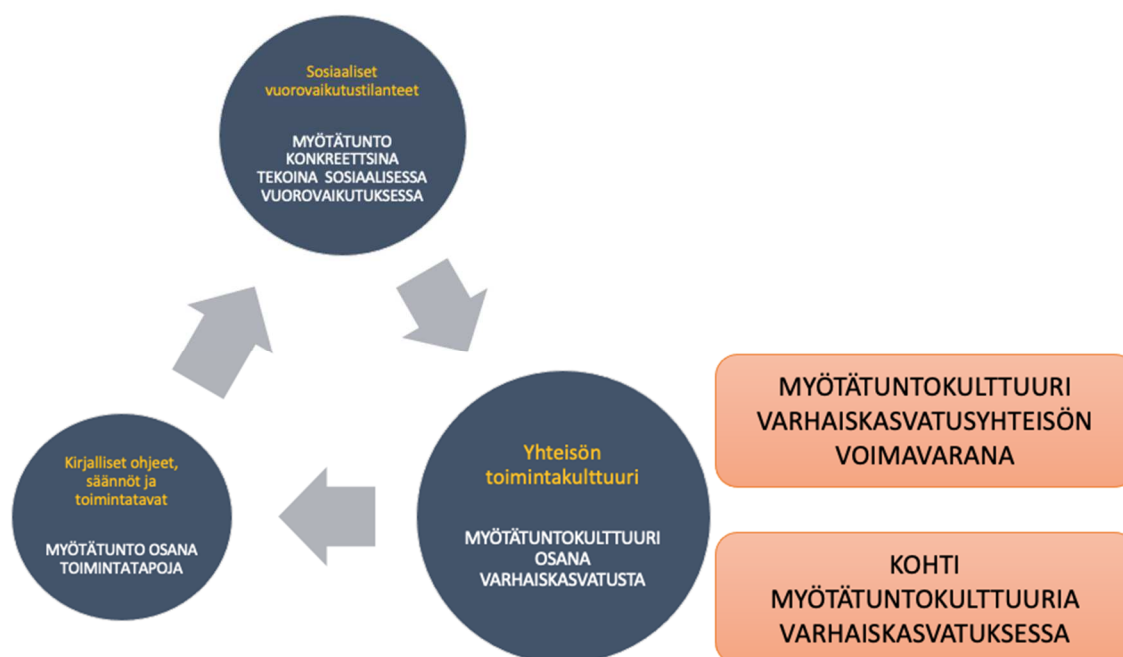 Sosiaaliset
vuorovaikutustilanteet
MYÖTÄTUNTO
KONKREETTSINA
TEKOINA SOSIAALISESSA
VUOROVAIKUTUKSESSA
Yhteisön
toimintakulttuuri
MYÖTÄTUNTOKULTTUURI
OSANA
VARHAISKASVATUSTA
Kirjalliset ohjeet,
säännöt ja
toimintatavat
MYÖTÄTUNTO OSANA
TOIMINTATAPOJA
MYÖTÄTUNTOKULTTUURI
VARHAISKASVATUSYHTEISÖN
VOIMAVARANA
KOHTI
MYÖTÄTUNTOKULTTUURIA
VARHAISKASVATUKSESSA